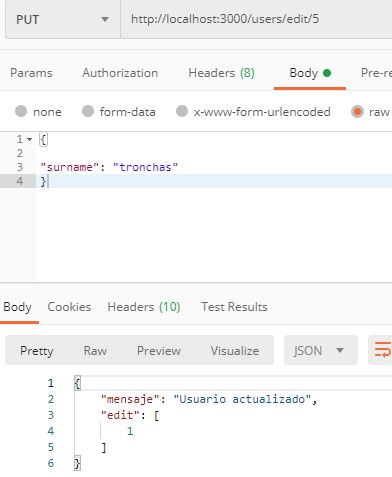 PUT http://localhost:3000/users/edit/5
Params Authorization Headers (8) Body Pre-re
none form-data x-www-form-urlencoded raw
1 {
2
3 "surname": "tronchas"
4 }
Body Cookies Headers (10) Test Results
Pretty Raw Preview Visualize JSON
1 {
2 "mensaje": "Usuario actualizado",
3 "edit": [
4 1
5 ]
6 }